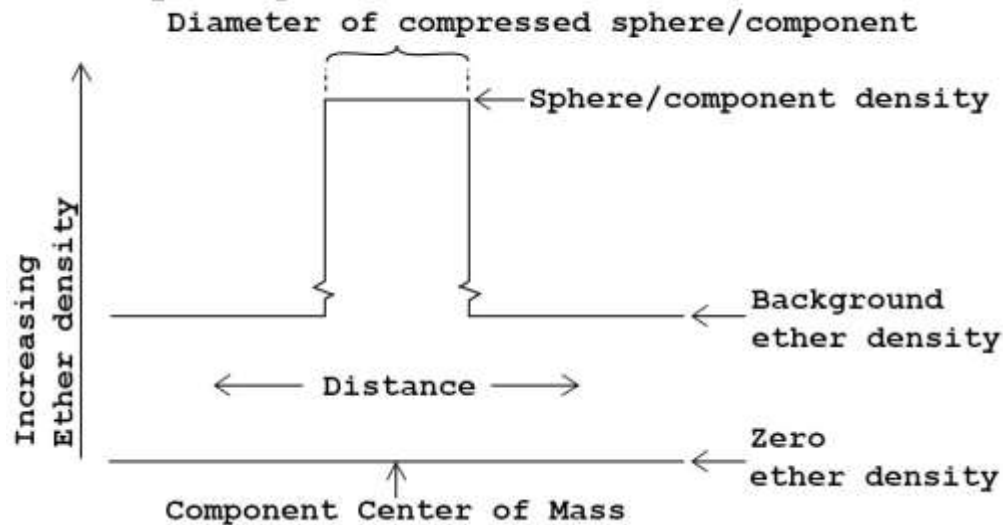 Diameter of compressed sphere/component
Sphere/component density
Increasing
Ether density
Background
ether density
Distance
Zero
ether density
Component Center of Mass